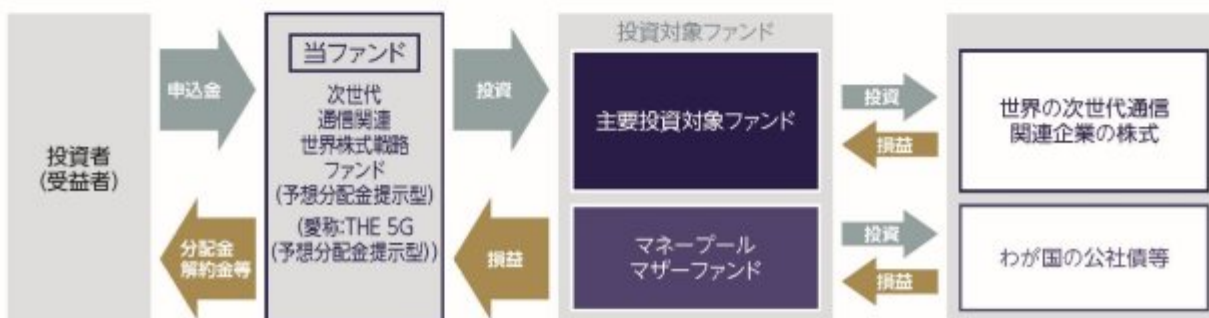 投資者
(受益者)
申込金
分配金
解約金等
当ファンド
次世代
通信関連
世界株式戦略
ファンド
(予想分配金提示型)
(愛称:THE 5G
(予想分配金提示型))
投資
損益
投資対象ファンド
主要投資対象ファンド
マネープール
マザーファンド
投資
損益
投資
損益
世界の次世代通信
関連企業の株式
わが国の公社債等